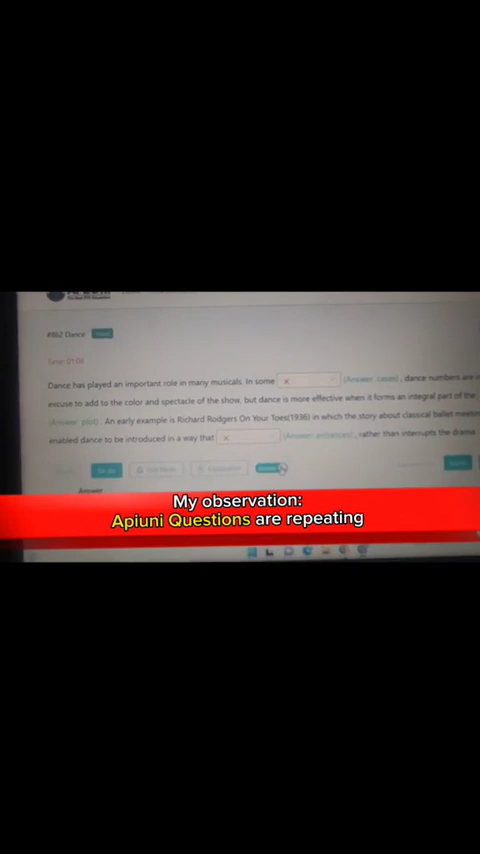 #862 Dance
Time: 01:08
Dance has played an important role in many musicals. In some × (Answer: cases) , dance numbers are
excuse to add to the color and spectacle of the show, but dance is more effective when it forms an integral part of the
(Answer: plot) . An early example is Richard Rodgers On Your Toes(1936) in which the story about classical ballet meetin
enabled dance to be introduced in a way that × (Answer: enhances) , rather than interrupts the drama
Answer
My observation:
Apiuni Questions are repeating